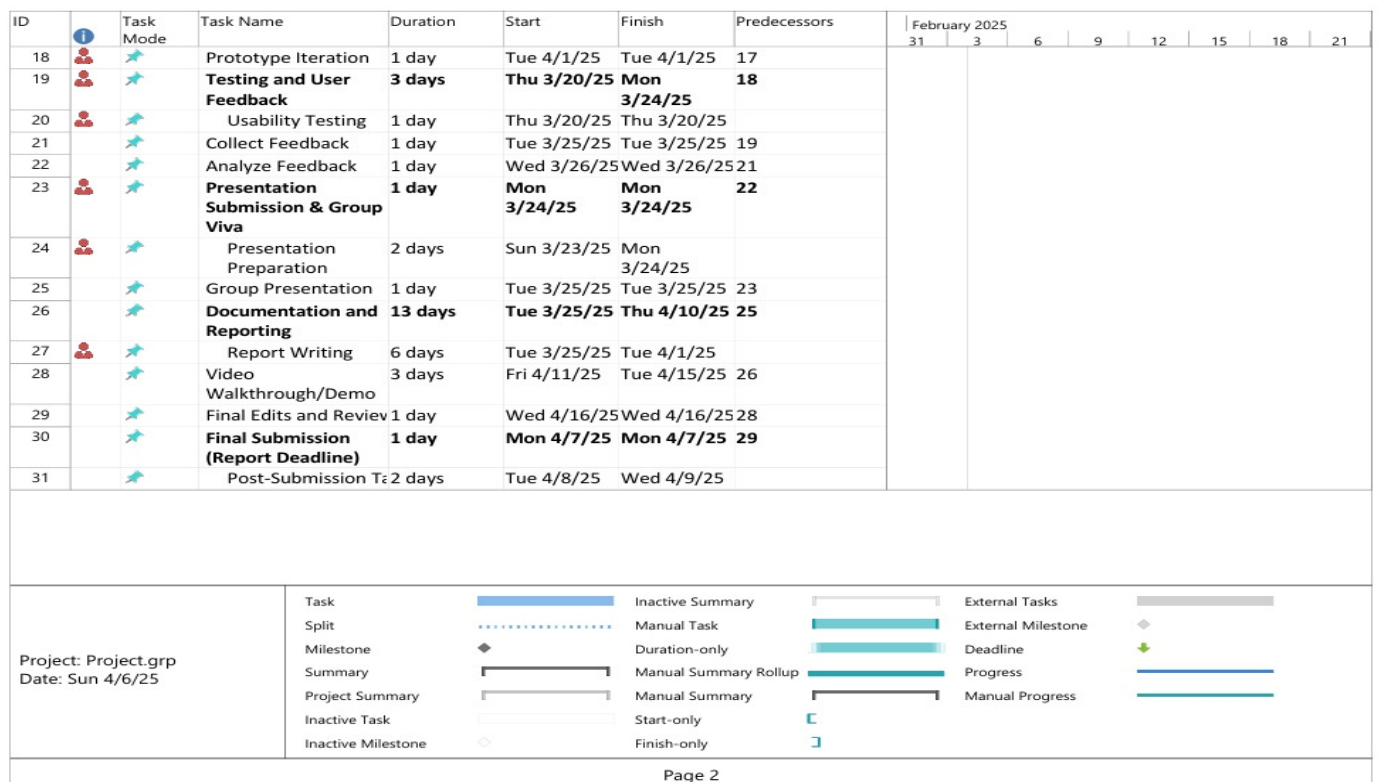 ID Task Mode Task Name Duration Start Finish Predecessors February 2025
31 3 6 9 12 15 18 21
18 Prototype Iteration 1 day Tue 4/1/25 Tue 4/1/25 17
19 Testing and User 3 days Thu 3/20/25 Mon 18
Feedback 3/24/25
20 Usability Testing 1 day Thu 3/20/25 Thu 3/20/25
21 Collect Feedback 1 day Tue 3/25/25 Tue 3/25/25 19
22 Analyze Feedback 1 day Wed 3/26/25 Wed 3/26/25 21
23 Presentation 1 day Mon Mon 22
Submission & Group 3/24/25 3/24/25
Viva
24 Presentation 2 days Sun 3/23/25 Mon
Preparation 3/24/25
25 Group Presentation 1 day Tue 3/25/25 Tue 3/25/25 23
26 Documentation and 13 days Tue 3/25/25 Thu 4/10/25 25
Reporting
27 Report Writing 6 days Tue 3/25/25 Tue 4/1/25
28 Video 3 days Fri 4/11/25 Tue 4/15/25 26
Walkthrough/Demo
29 Final Edits and Review 1 day Wed 4/16/25 Wed 4/16/25 28
30 Final Submission 1 day Mon 4/7/25 Mon 4/7/25 29
(Report Deadline)
31 Post-Submission Ta 2 days Tue 4/8/25 Wed 4/9/25
Project: Project.grp
Date: Sun 4/6/25
Task Inactive Summary External Tasks
Split Manual Task External Milestone
Milestone Duration-only Deadline
Summary Manual Summary Rollup Progress
Project Summary Manual Summary Manual Progress
Inactive Task Start-only
Inactive Milestone Finish-only
Page 2